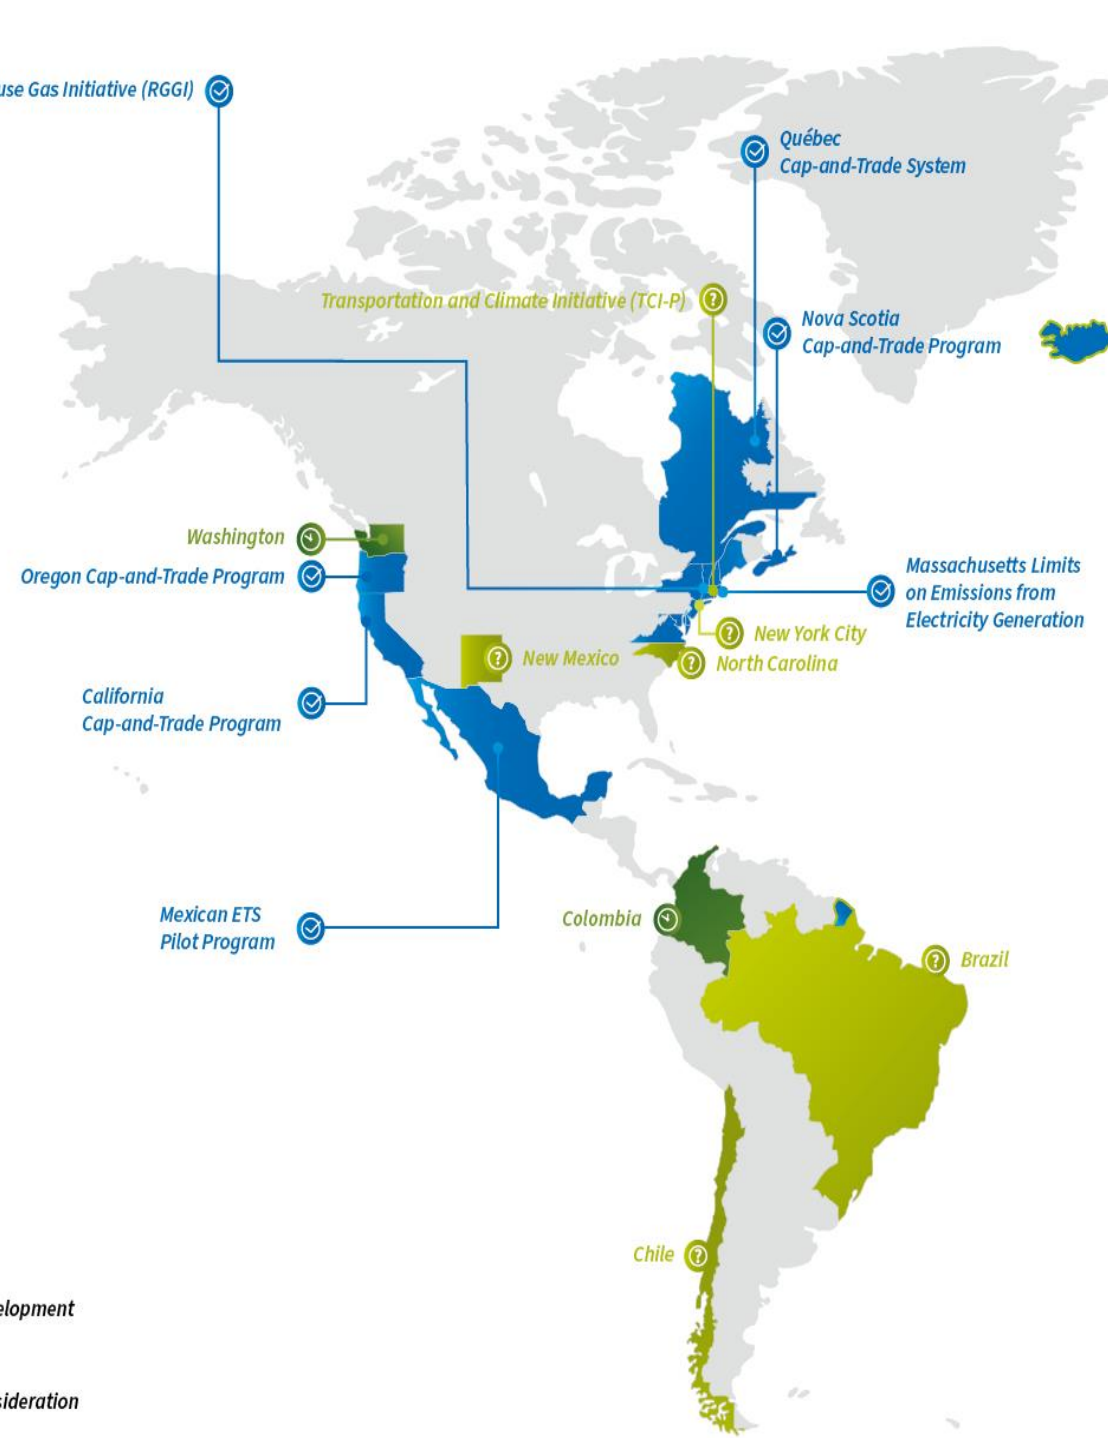 use Gas Initiative (RGGI)
Québec
Cap-and-Trade System
Transportation and Climate Initiative (TCI-P)
Nova Scotia
Cap-and-Trade Program
Washington
Oregon Cap-and-Trade Program
Massachusetts Limits
on Emissions from
Electricity Generation
New York City
New Mexico
North Carolina
California
Cap-and-Trade Program
Mexican ETS
Pilot Program
Colombia
Brazil
Chile
elopment
sideration